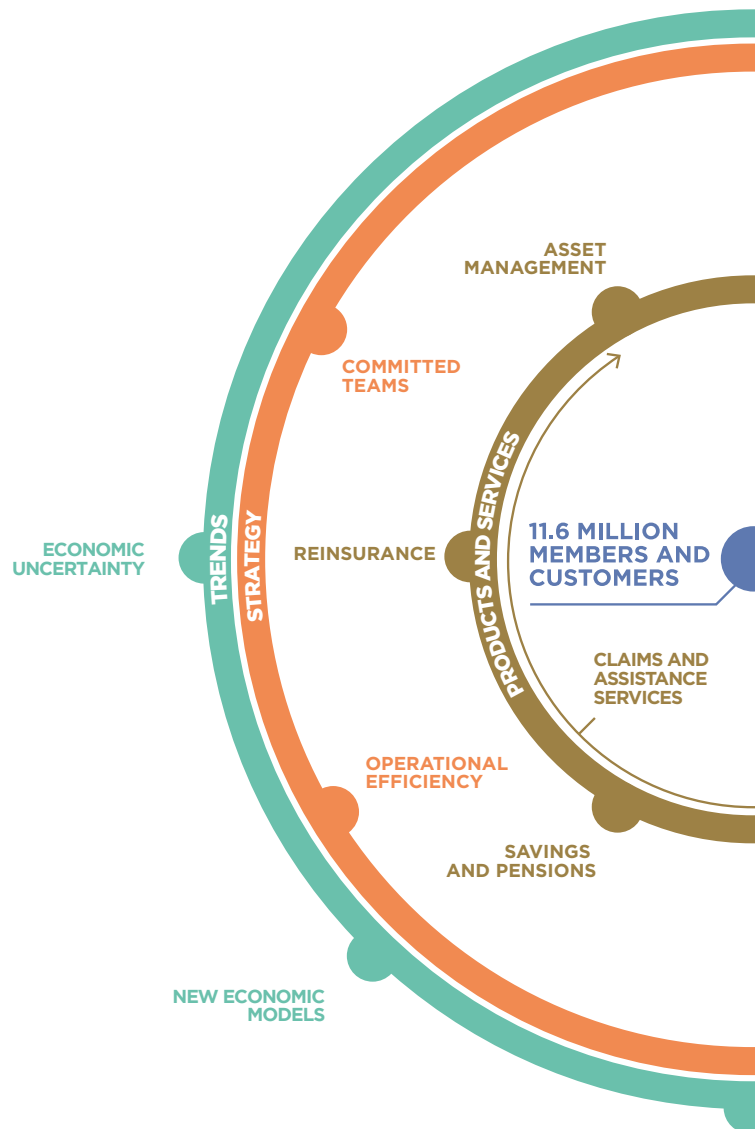 ASSET
MANAGEMENT
COMMITTED
TEAMS
TRENDS
STRATEGY
PRODUCTS AND SERVICES
ECONOMIC
UNCERTAINTY
REINSURANCE
11.6 MILLION
MEMBERS AND
CUSTOMERS
CLAIMS AND
ASSISTANCE
SERVICES
OPERATIONAL
EFFICIENCY
SAVINGS
AND PENSIONS
NEW ECONOMIC
MODELS